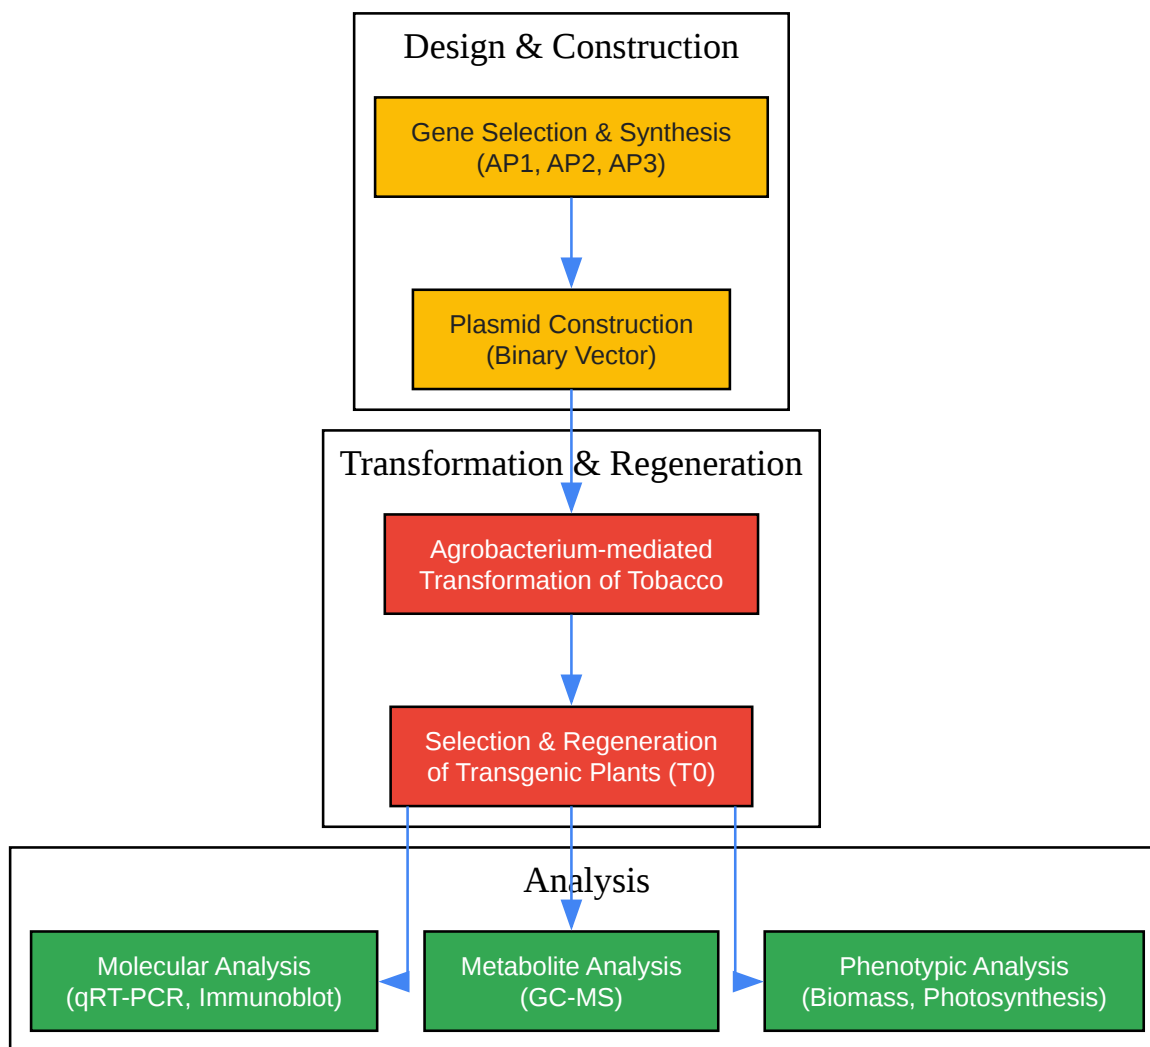 Design & Construction
Gene Selection & Synthesis
(AP1, AP2, AP3)
Plasmid Construction
(Binary Vector)
Transformation & Regeneration
Agrobacterium-mediated
Transformation of Tobacco
Selection & Regeneration
of Transgenic Plants (T0)
Analysis
Molecular Analysis
(qRT-PCR, Immunoblot)
Metabolite Analysis
(GC-MS)
Phenotypic Analysis
(Biomass, Photosynthesis)